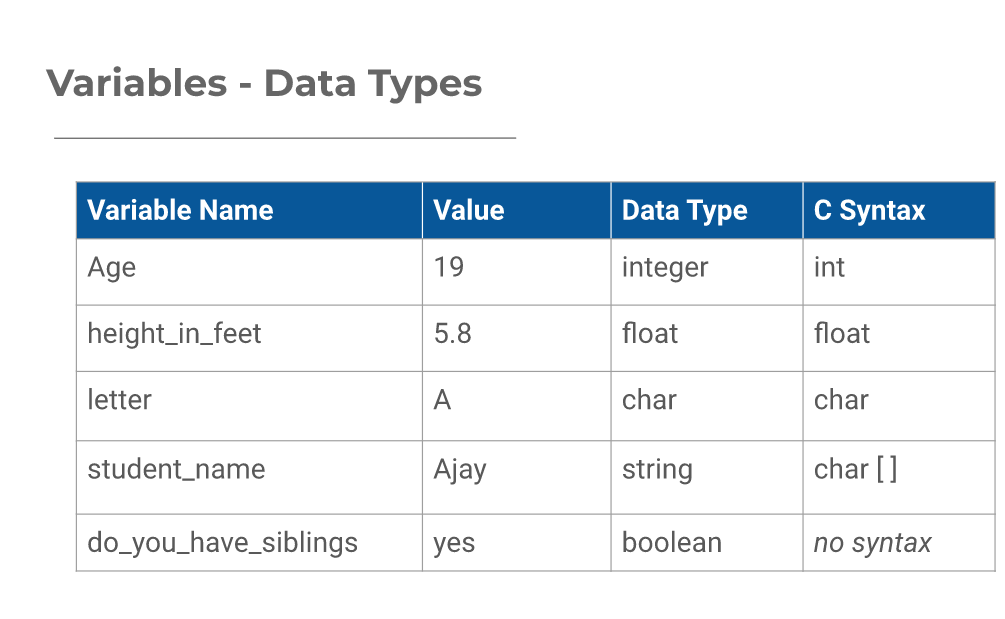 Variables - Data Types
Variable Name Value Data Type C Syntax
Age 19 integer int
height_in_feet 5.8 float float
letter A char char
student_name Ajay string char [ ]
do_you_have_siblings yes boolean no syntax